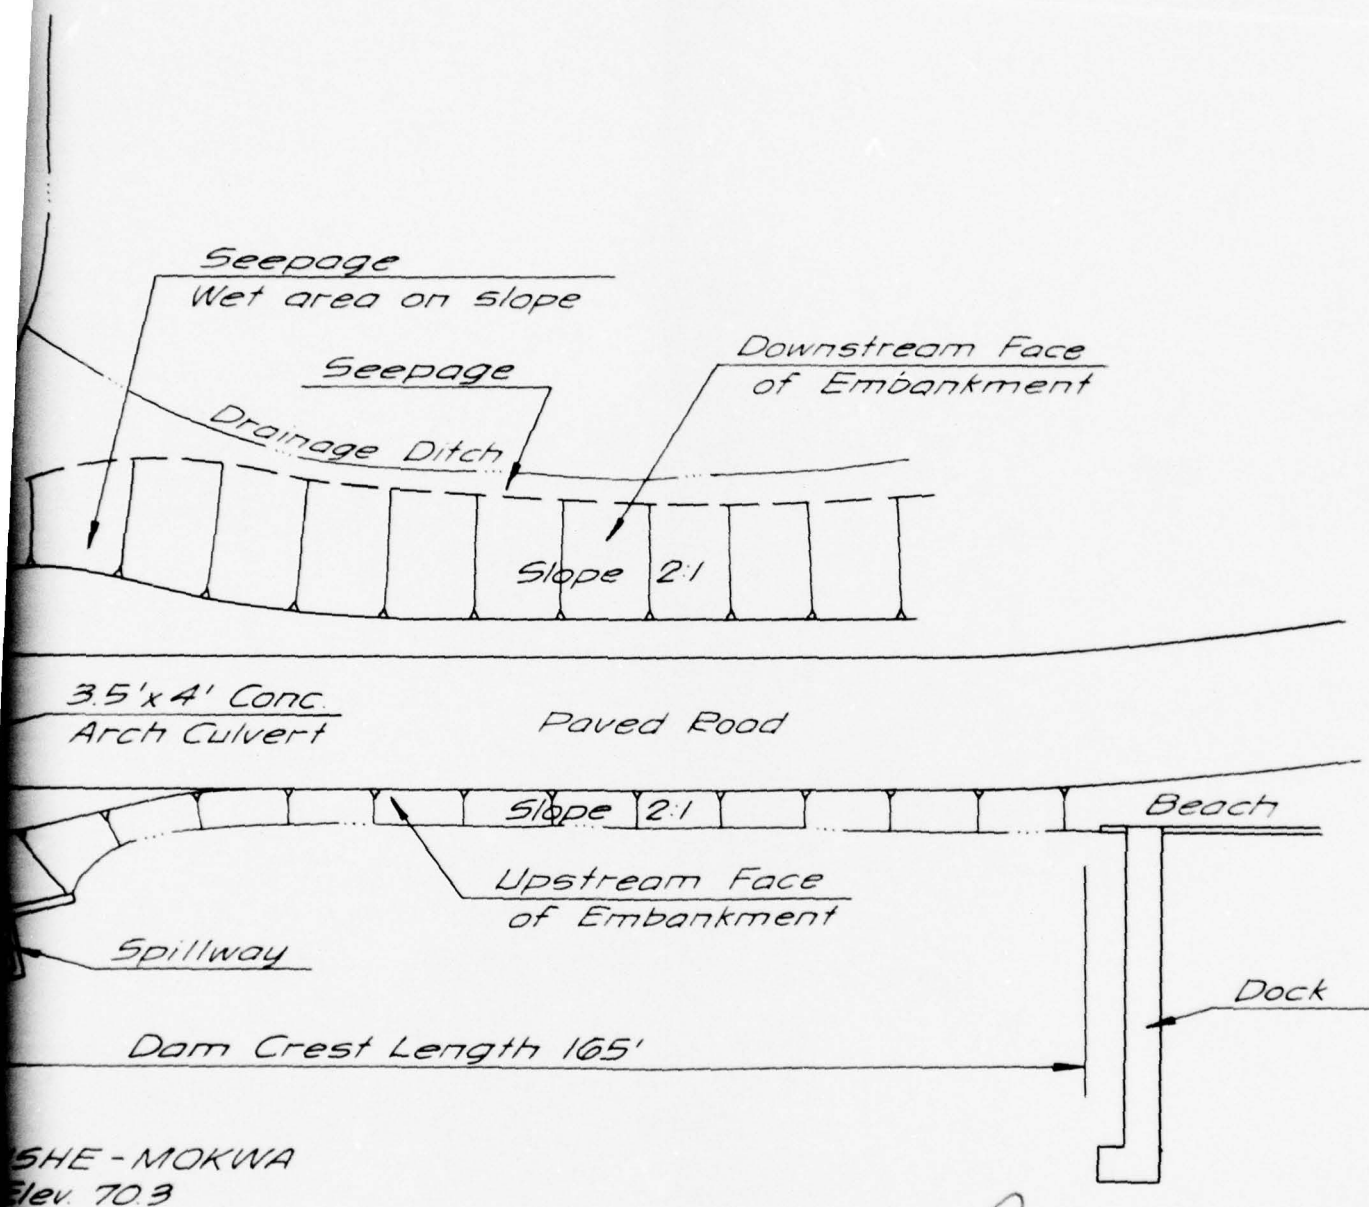 Seepage
Wet area on slope
Seepage
Downstream Face
of Embankment
Drainage Ditch
Slope 2:1
3.5'x 4' Conc.
Arch Culvert
Paved Road
Slope 2:1
Beach
Upstream Face
of Embankment
Spillway
Dock
Dam Crest Length 165'
SHE-MOKWA
Elev. 70.3